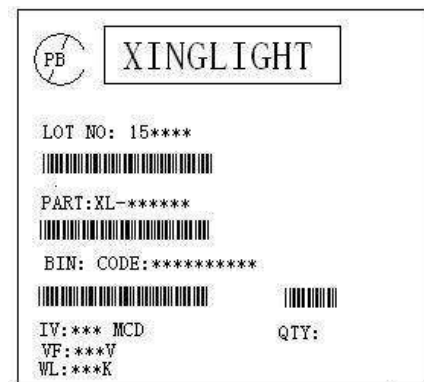 PB
XINGLIGHT
LOT NO: 15****
PART:XL-******
BIN: CODE:**********
IV:*** MCD
QTY:
VF:***V
WL:***K